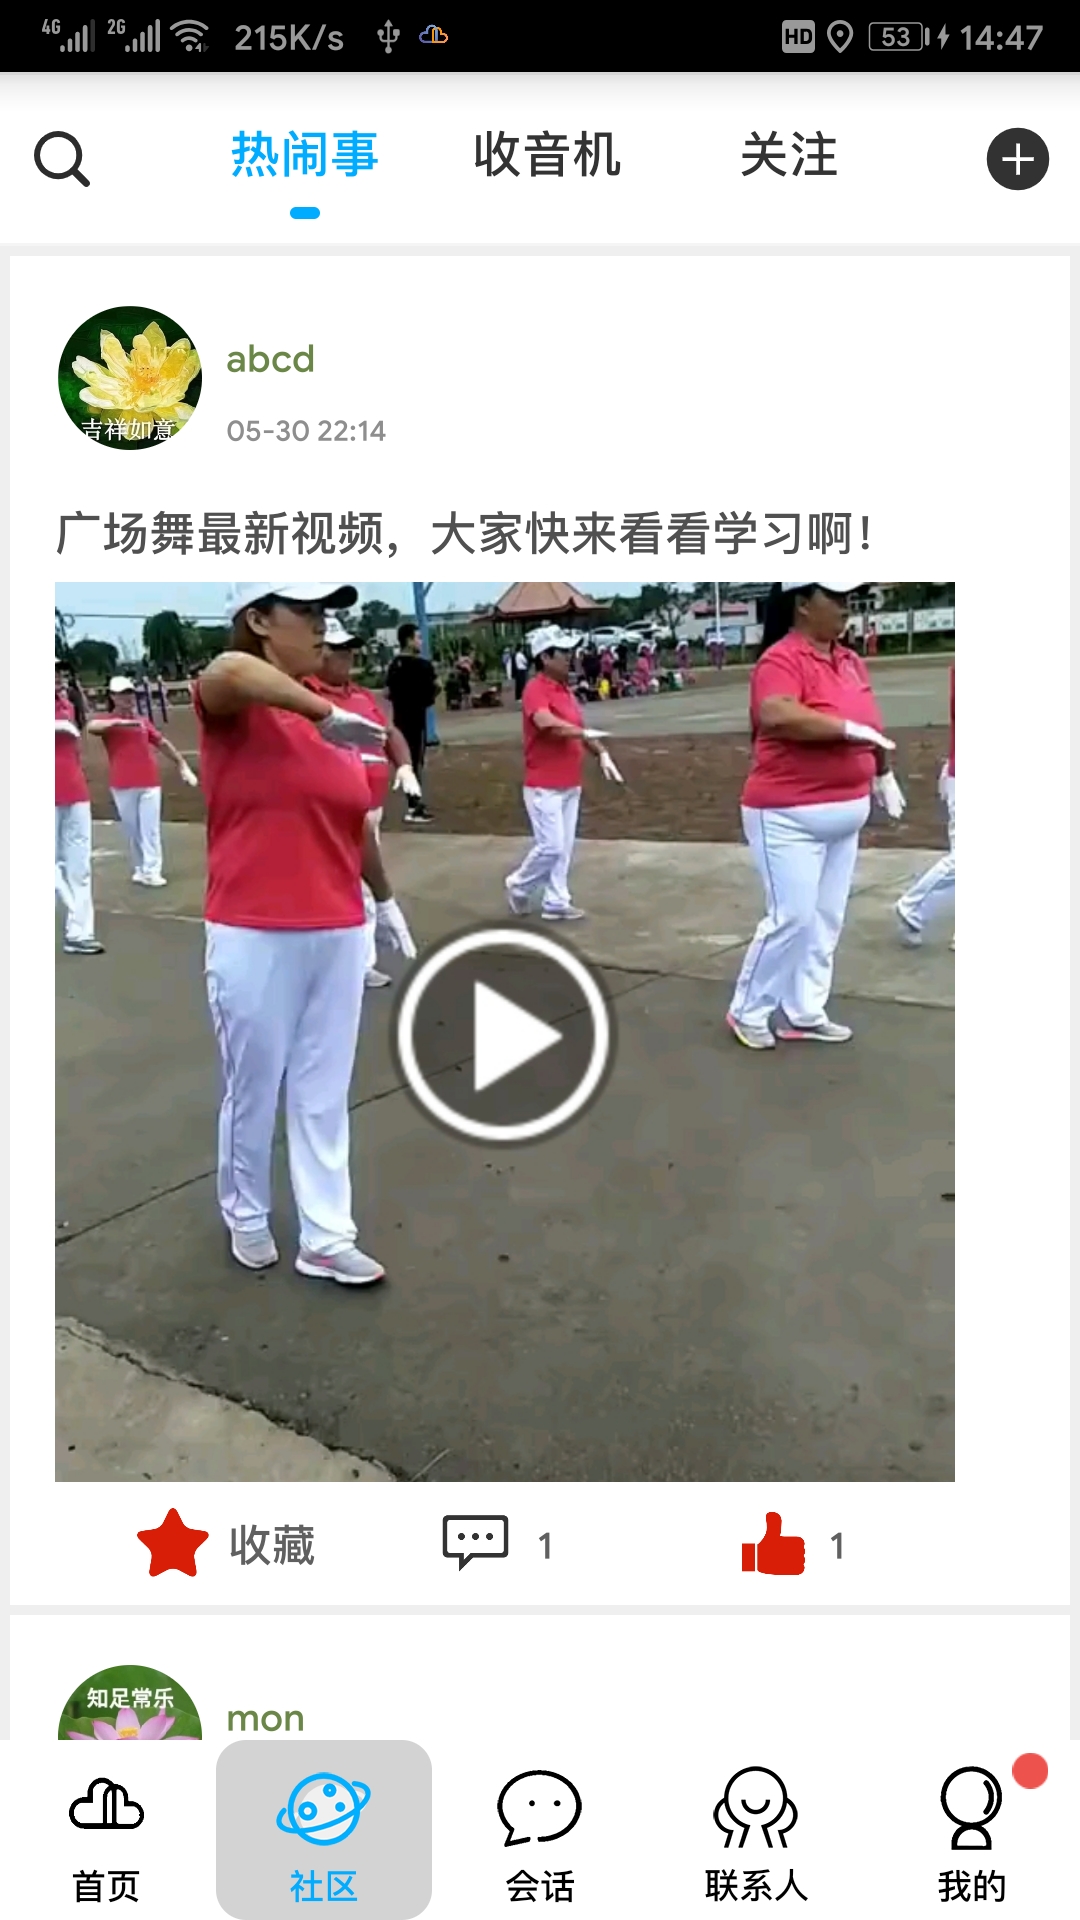 4G 2G 215K/s HD 53 14:47
热闹事 收音机 关注
吉祥如意
abcd
05-30 22:14
广场舞最新视频，大家快来看看学习啊！
收藏 1 1
知足常乐
mon
首页 社区 会话 联系人 我的